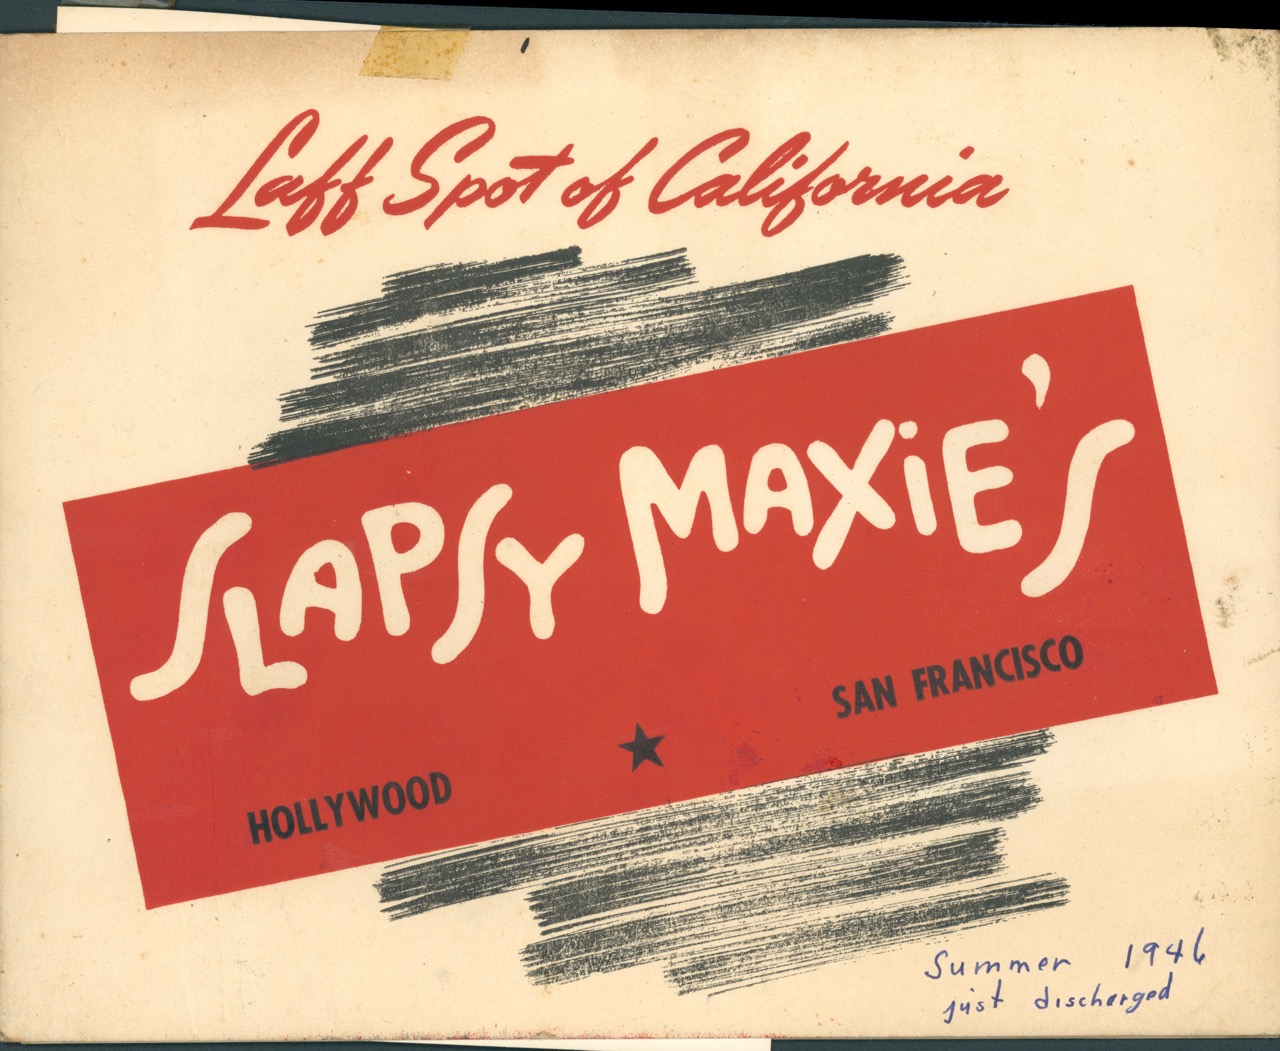 Laff Spot of California
SLAPSY MAXiE'S
HOLLYWOOD ★ SAN FRANCISCO
Summer 1946
just discharged